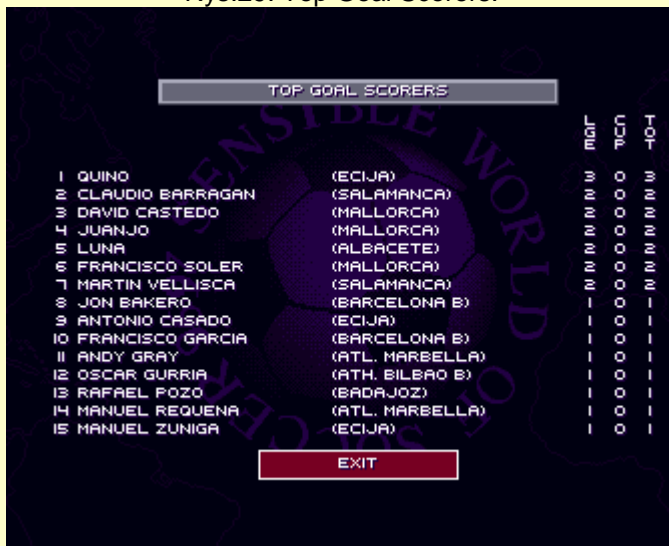 Rys.25. Top Goal Scorers.
TOP GOAL SCORERS
LGE CUP TOT
1 QUINO (ECIJA) 3 0 3
2 CLAUDIO BARRAGAN (SALAMANCA) 2 0 2
3 DAVID CASTEDO (MALLORCA) 2 0 2
4 JUANJO (MALLORCA) 2 0 2
5 LUNA (ALBACETE) 2 0 2
6 FRANCISCO SOLER (MALLORCA) 2 0 2
7 MARTIN VELLISCA (SALAMANCA) 2 0 2
8 JON BAKERO (BARCELONA B) 1 0 1
9 ANTONIO CASADO (ECIJA) 1 0 1
10 FRANCISCO GARCIA (BARCELONA B) 1 0 1
11 ANDY GRAY (ATL. MARBELLA) 1 0 1
12 OSCAR GURRIA (ATH. BILBAO B) 1 0 1
13 RAFAEL POZO (BADAJOZ) 1 0 1
14 MANUEL REQUENA (ATL. MARBELLA) 1 0 1
15 MANUEL ZUNIGA (ECIJA) 1 0 1
EXIT
SENSIBLE WORLD OF SOCCER